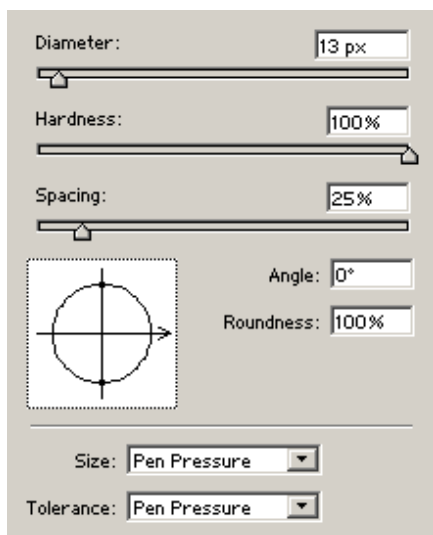 Diameter: 13 px
Hardness: 100%
Spacing: 25%
Angle: 0°
Roundness: 100%
Size: Pen Pressure
Tolerance: Pen Pressure